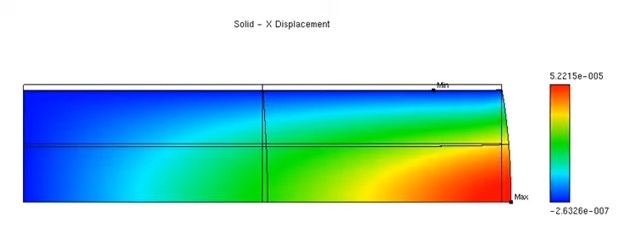 Solid - X Displacement
5.2215e-005
Min
Max
-2.6326e-007